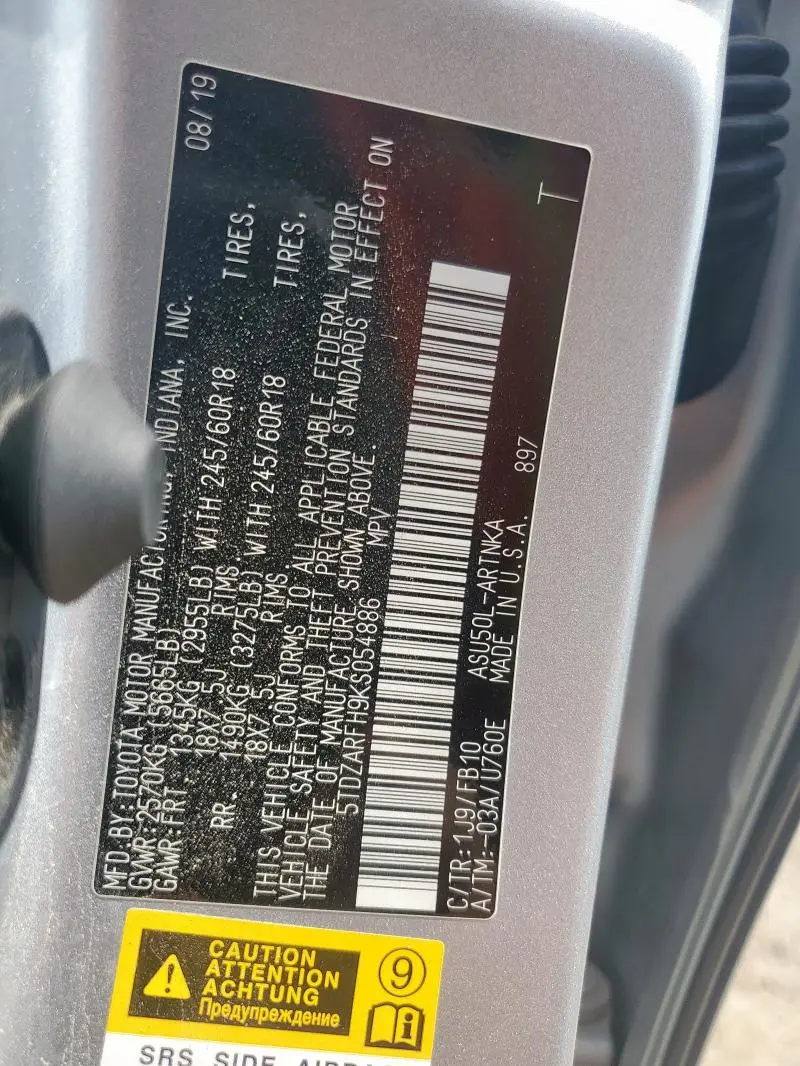 MFD.BY:TOYOTA MOTOR MANUFACTURING, INDIANA, INC. 08/19
GVWR:2570KG (5665LB)
GAWR:FRT. 1345KG (2955LB) WITH 245/60R18 TIRES,
18X7.5J RIMS
RR. 1490KG (3275LB) WITH 245/60R18 TIRES,
18X7.5J RIMS
THIS VEHICLE CONFORMS TO ALL APPLICABLE FEDERAL MOTOR
VEHICLE SAFETY AND THEFT PREVENTION STANDARDS IN EFFECT ON
THE DATE OF MANUFACTURE SHOWN ABOVE.
5TDZARFH9KS054886 MPV
C/TR:1J9/FB10 ASU50L-ARTNKA 897 T
A/TM:-03A/U760E MADE IN U.S.A.
CAUTION
ATTENTION
ACHTUNG
Предупреждение
9
i
SRS SIDE